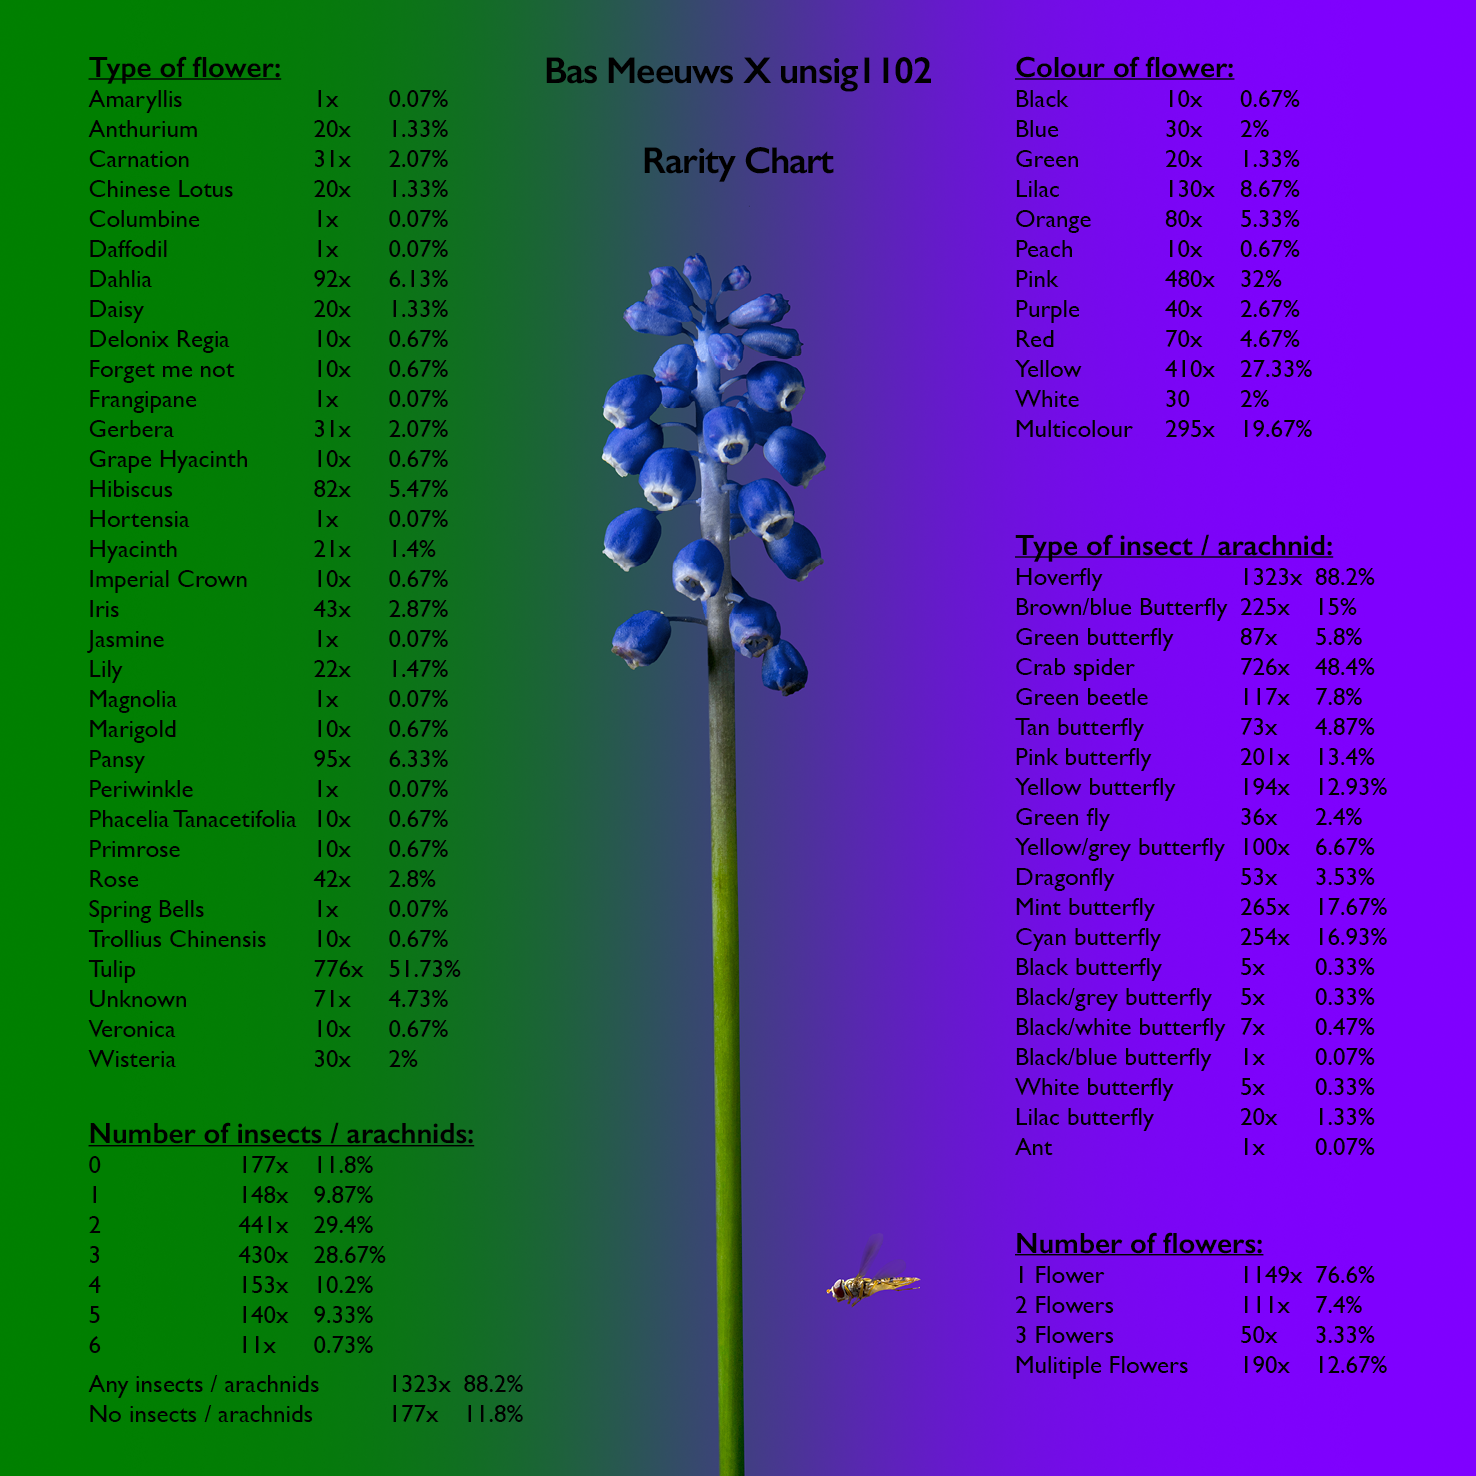 Bas Meeuws X unsig1102
Rarity Chart
Type of flower:
Amaryllis 1x 0.07%
Anthurium 20x 1.33%
Carnation 31x 2.07%
Chinese Lotus 20x 1.33%
Columbine 1x 0.07%
Daffodil 1x 0.07%
Dahlia 92x 6.13%
Daisy 20x 1.33%
Delonix Regia 10x 0.67%
Forget me not 10x 0.67%
Frangipane 1x 0.07%
Gerbera 31x 2.07%
Grape Hyacinth 10x 0.67%
Hibiscus 82x 5.47%
Hortensia 1x 0.07%
Hyacinth 21x 1.4%
Imperial Crown 10x 0.67%
Iris 43x 2.87%
Jasmine 1x 0.07%
Lily 22x 1.47%
Magnolia 1x 0.07%
Marigold 10x 0.67%
Pansy 95x 6.33%
Periwinkle 1x 0.07%
Phacelia Tanacetifolia 10x 0.67%
Primrose 10x 0.67%
Rose 42x 2.8%
Spring Bells 1x 0.07%
Trollius Chinensis 10x 0.67%
Tulip 776x 51.73%
Unknown 71x 4.73%
Veronica 10x 0.67%
Wisteria 30x 2%
Number of insects / arachnids:
0 177x 11.8%
1 148x 9.87%
2 441x 29.4%
3 430x 28.67%
4 153x 10.2%
5 140x 9.33%
6 11x 0.73%
Any insects / arachnids 1323x 88.2%
No insects / arachnids 177x 11.8%
Colour of flower:
Black 10x 0.67%
Blue 30x 2%
Green 20x 1.33%
Lilac 130x 8.67%
Orange 80x 5.33%
Peach 10x 0.67%
Pink 480x 32%
Purple 40x 2.67%
Red 70x 4.67%
Yellow 410x 27.33%
White 30 2%
Multicolour 295x 19.67%
Type of insect / arachnid:
Hoverfly 1323x 88.2%
Brown/blue Butterfly 225x 15%
Green butterfly 87x 5.8%
Crab spider 726x 48.4%
Green beetle 117x 7.8%
Tan butterfly 73x 4.87%
Pink butterfly 201x 13.4%
Yellow butterfly 194x 12.93%
Green fly 36x 2.4%
Yellow/grey butterfly 100x 6.67%
Dragonfly 53x 3.53%
Mint butterfly 265x 17.67%
Cyan butterfly 254x 16.93%
Black butterfly 5x 0.33%
Black/grey butterfly 5x 0.33%
Black/white butterfly 7x 0.47%
Black/blue butterfly 1x 0.07%
White butterfly 5x 0.33%
Lilac butterfly 20x 1.33%
Ant 1x 0.07%
Number of flowers:
1 Flower 1149x 76.6%
2 Flowers 111x 7.4%
3 Flowers 50x 3.33%
Mulitiple Flowers 190x 12.67%